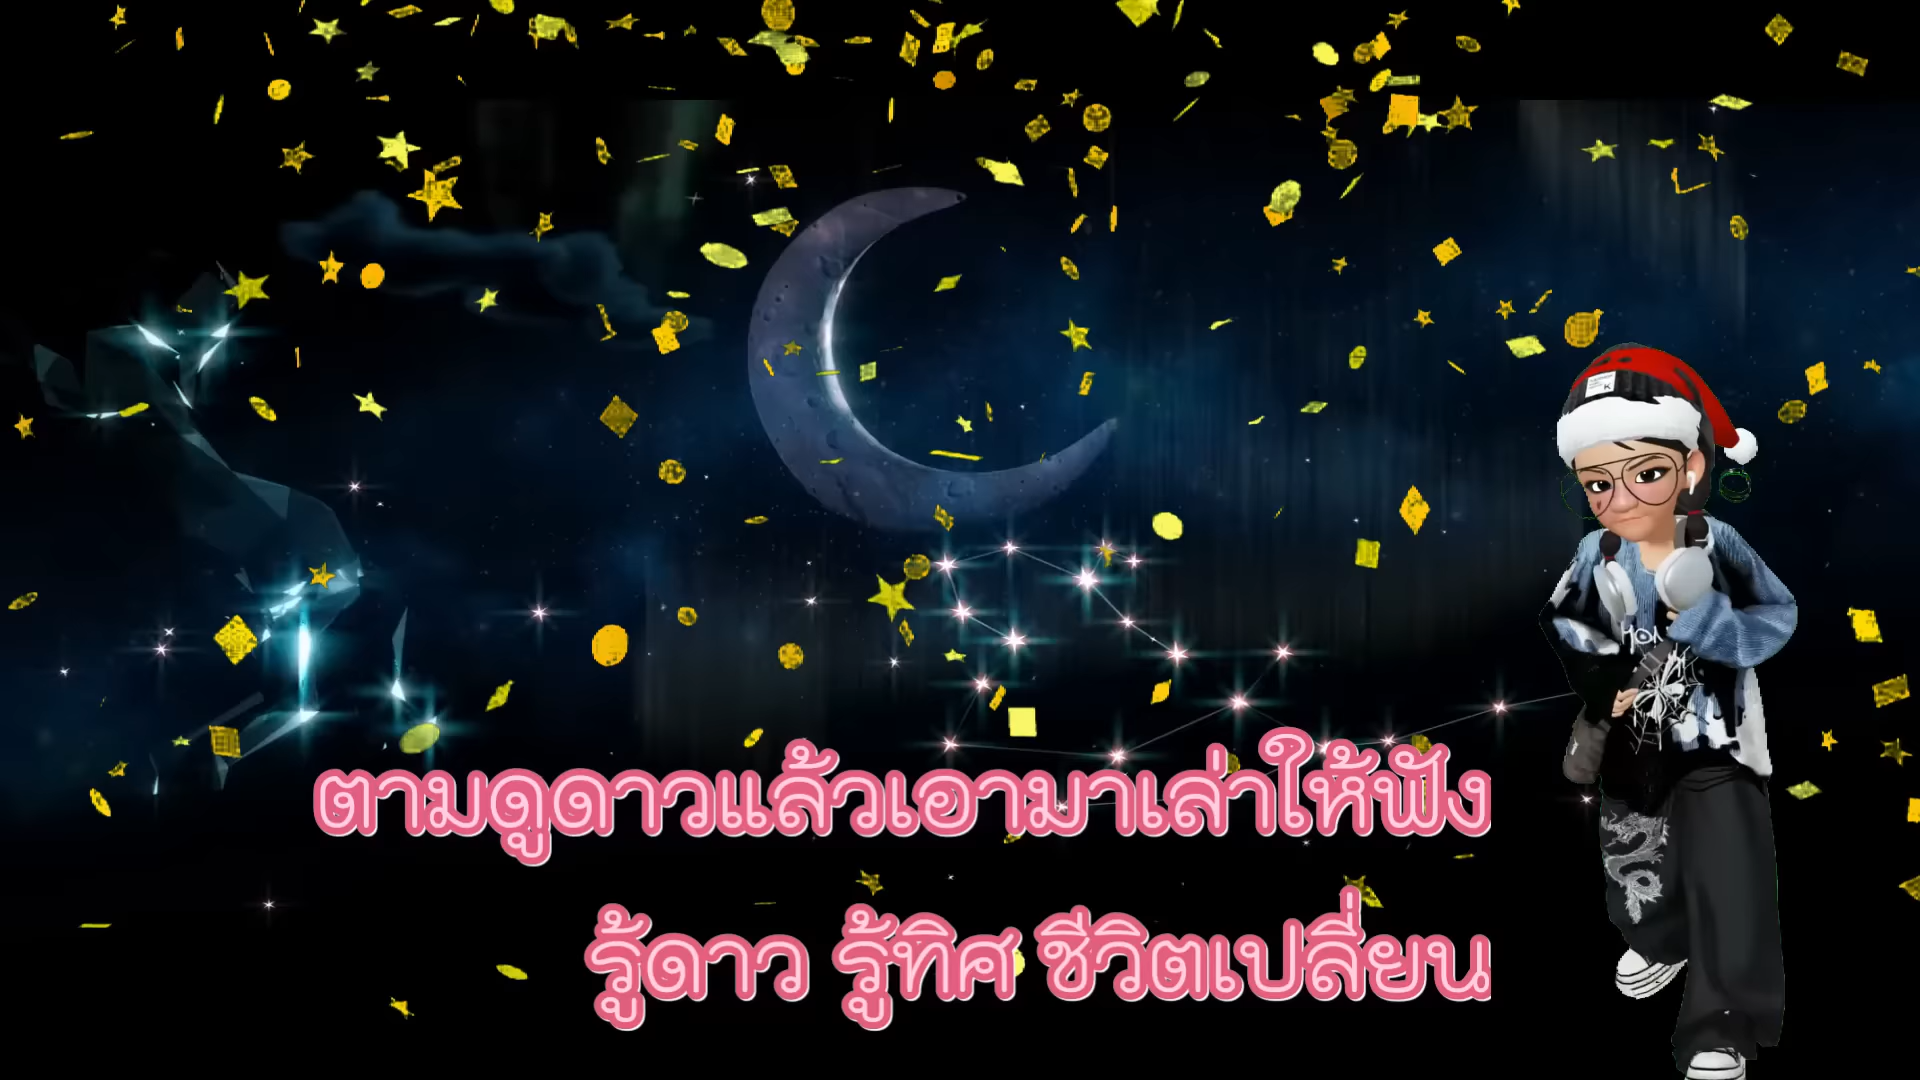 ตามดูดาวแล้วเอามาเล่าให้ฟัง
รู้ดาว รู้ทิศ ชีวิตเปลี่ยน